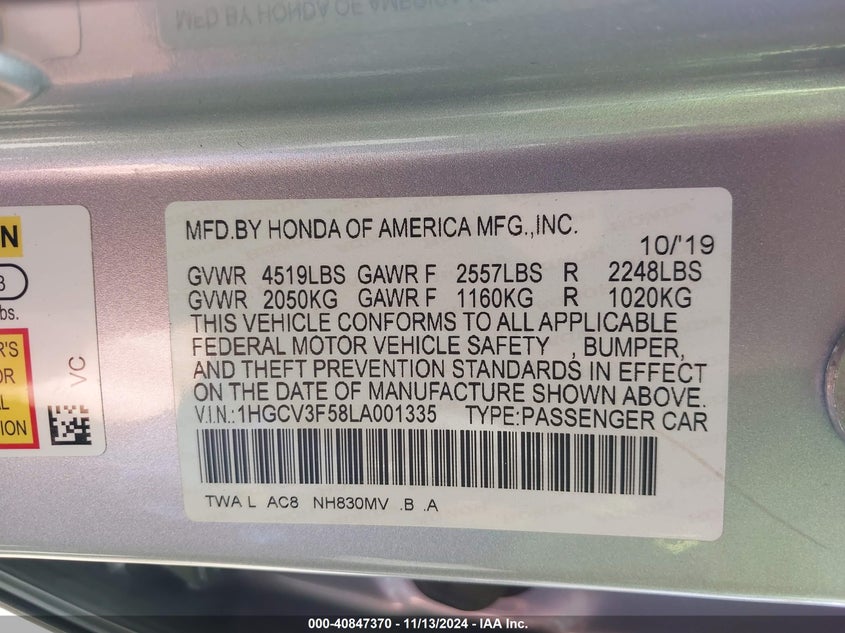 MFD.BY HONDA OF AMERICA MFG.,INC.
10/'19
GVWR 4519LBS GAWR F 2557LBS R 2248LBS
GVWR 2050KG GAWR F 1160KG R 1020KG
THIS VEHICLE CONFORMS TO ALL APPLICABLE
FEDERAL MOTOR VEHICLE SAFETY , BUMPER,
AND THEFT PREVENTION STANDARDS IN EFFECT
ON THE DATE OF MANUFACTURE SHOWN ABOVE.
V.I.N.:1HGCV3F58LA001335 TYPE:PASSENGER CAR
TWA L AC8 NH830MV .B .A
VC
000-40847370 - 11/13/2024 - IAA Inc.